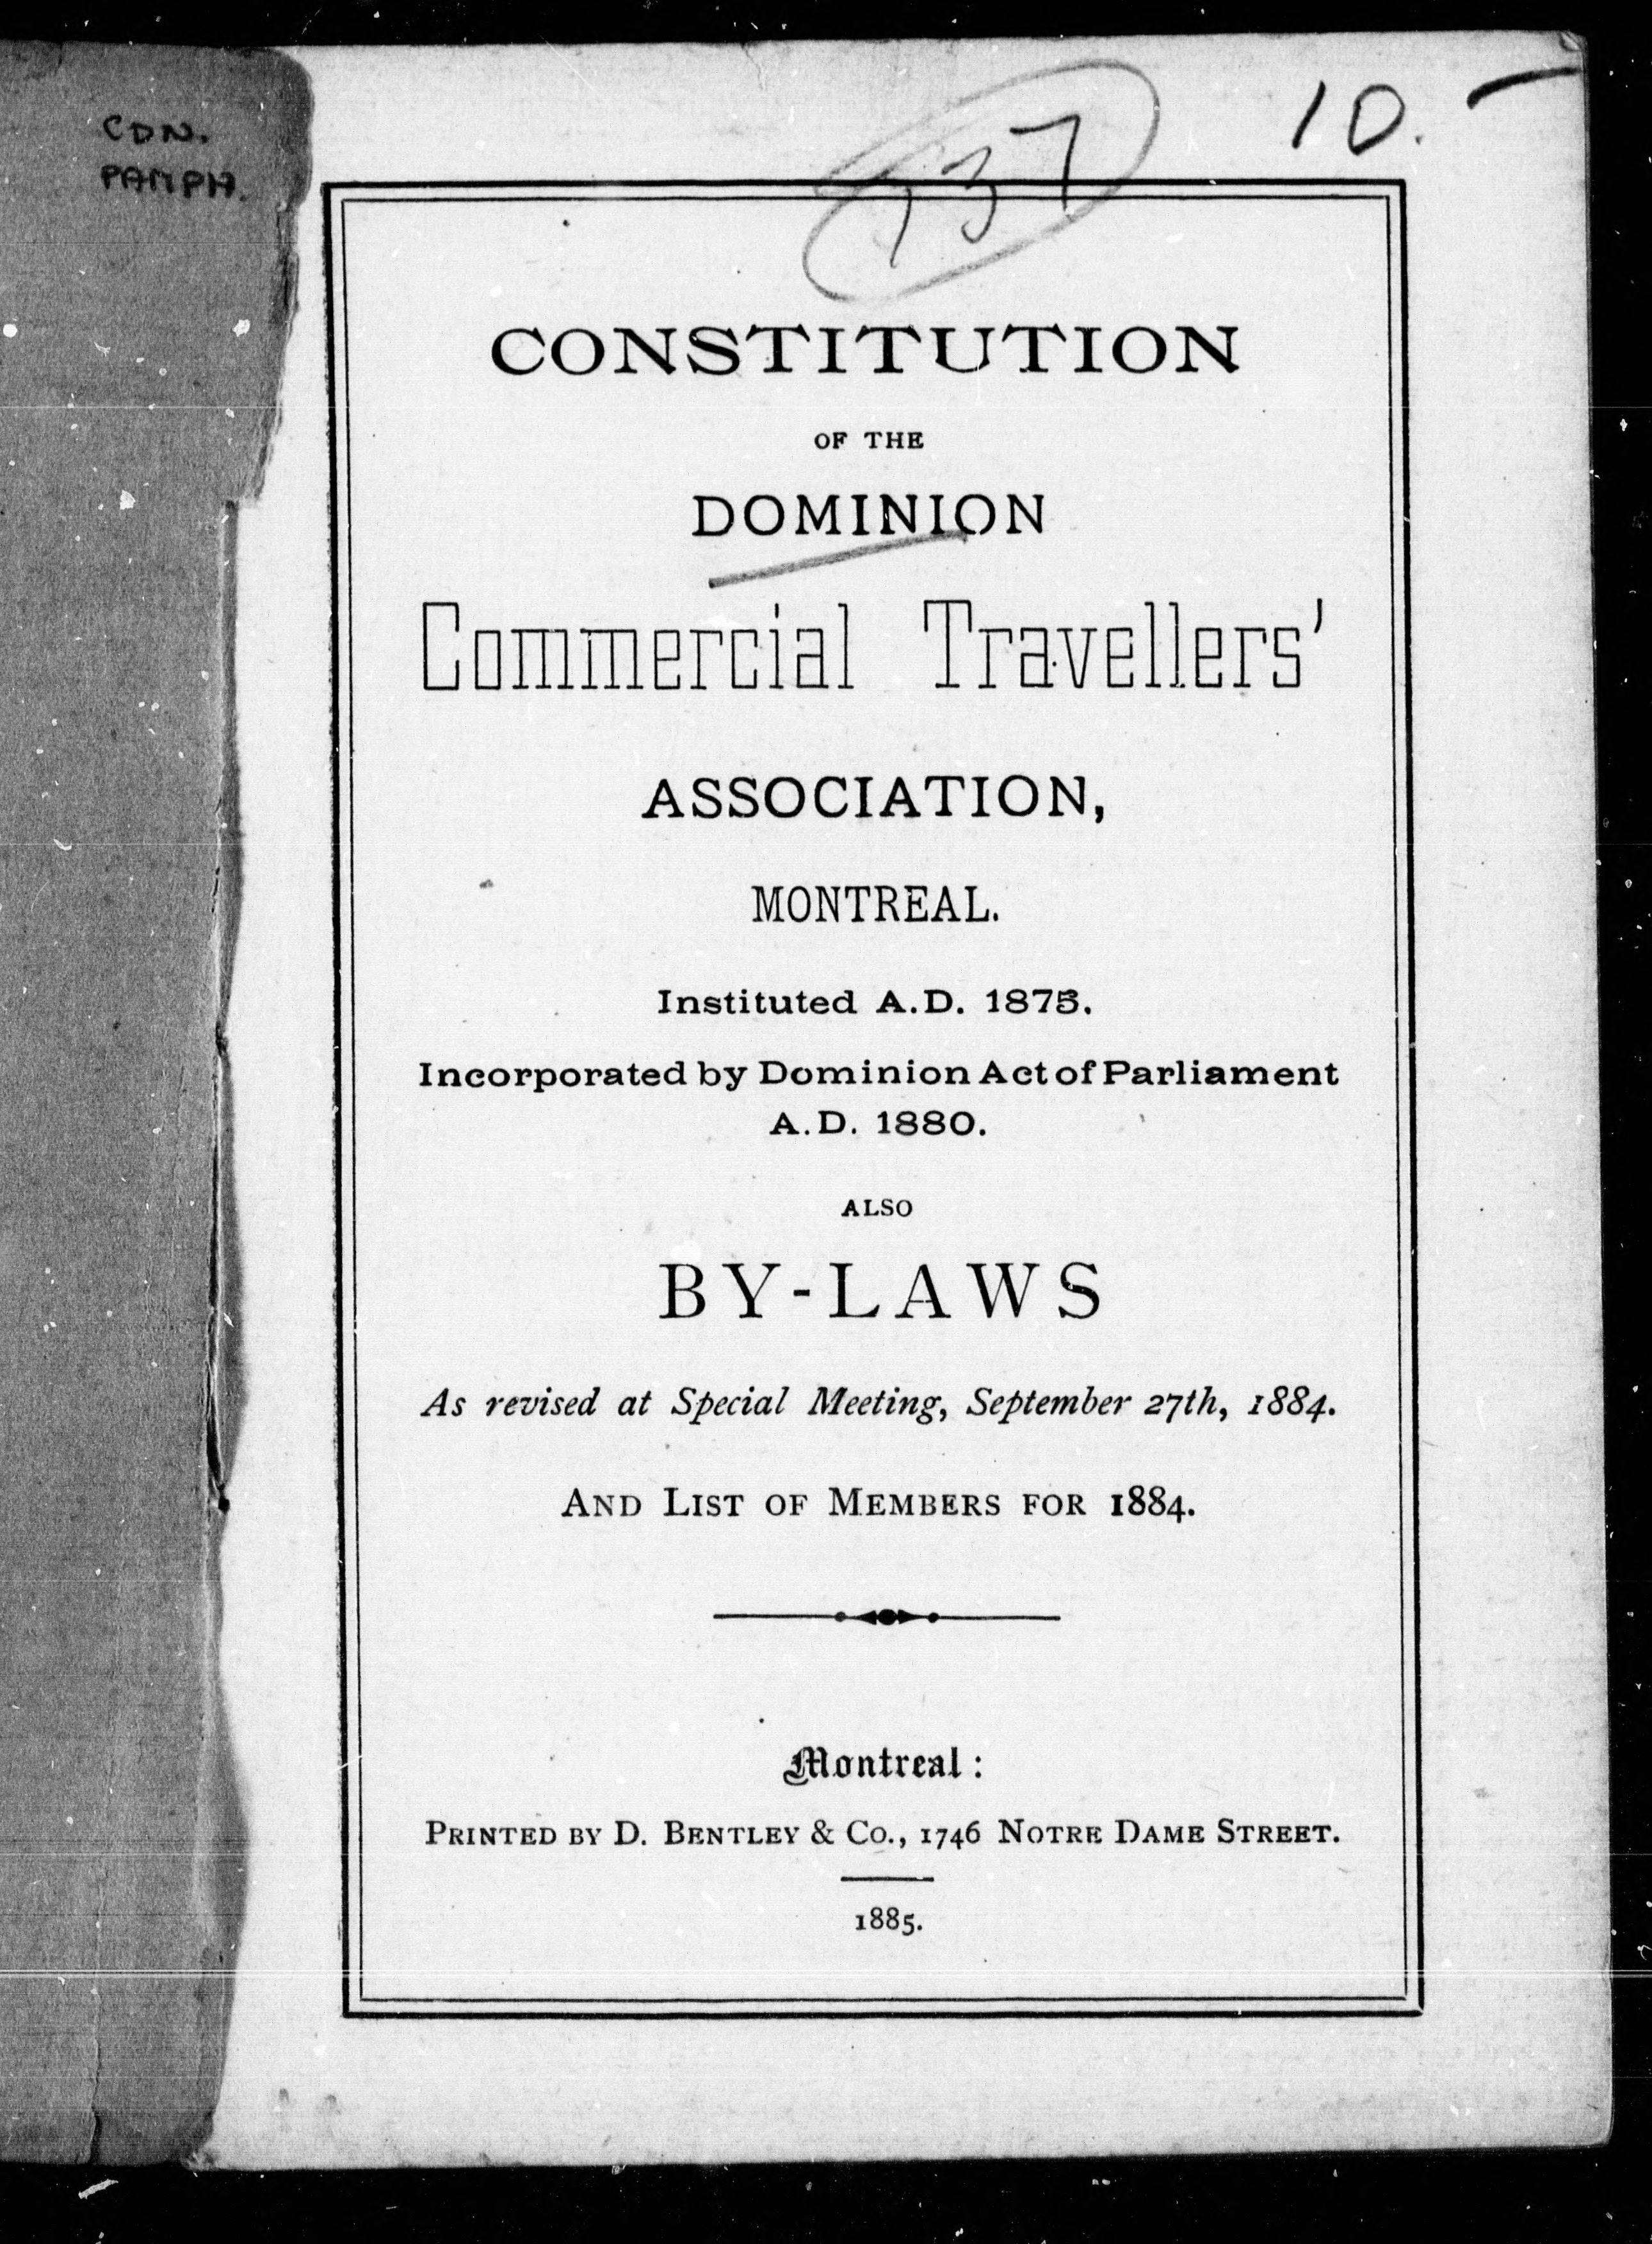 CDN.
PAMPH.
10.—
137
CONSTITUTION
OF THE
DOMINION
Commercial Travellers'
ASSOCIATION,
MONTREAL.
Instituted A.D. 1875.
Incorporated by Dominion Act of Parliament
A.D. 1880.
ALSO
BY-LAWS
As revised at Special Meeting, September 27th, 1884.
AND LIST OF MEMBERS FOR 1884.
Montreal:
PRINTED BY D. BENTLEY & CO., 1746 NOTRE DAME STREET.
1885.